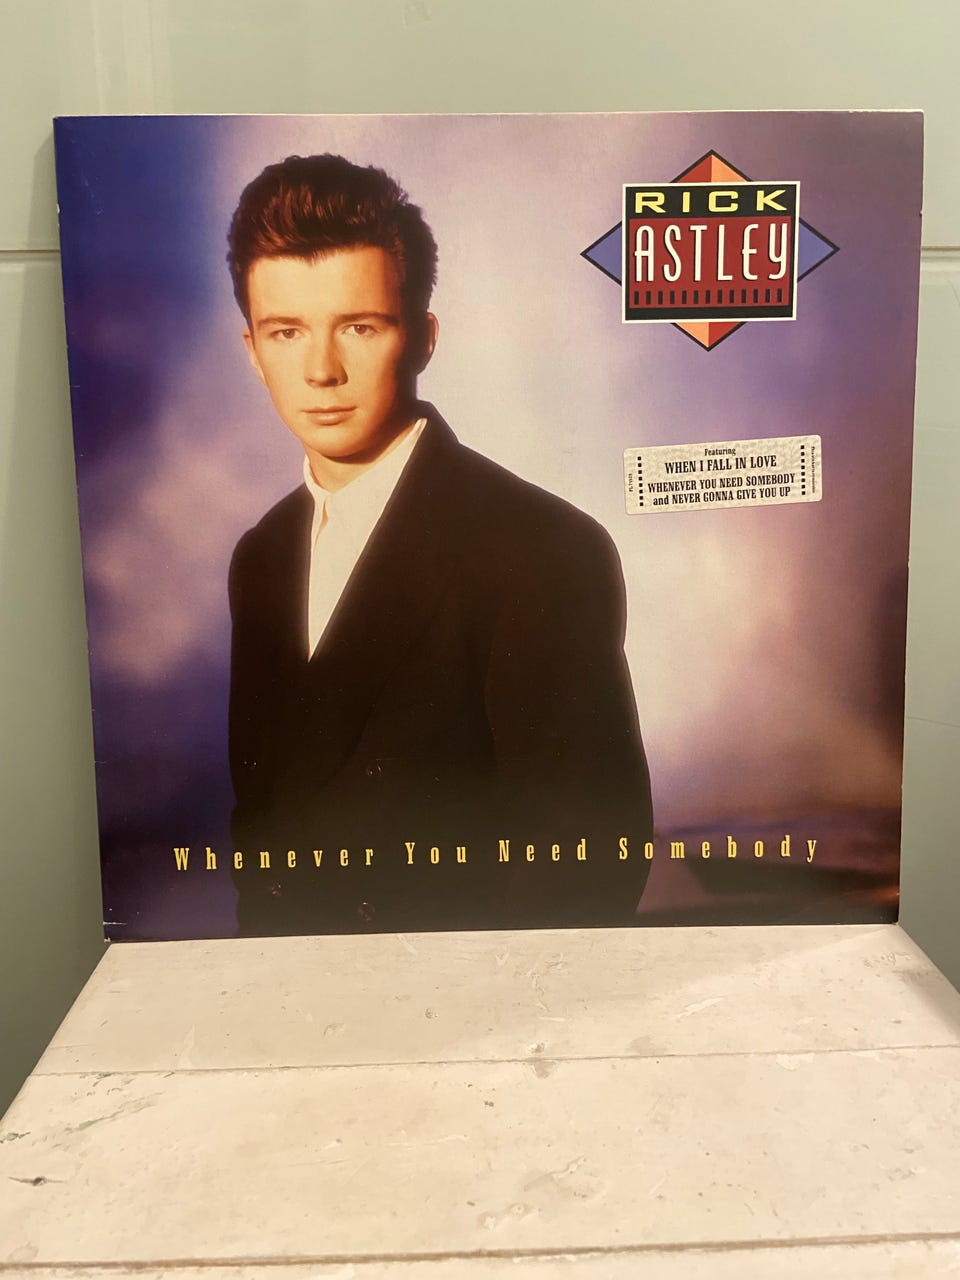 RICK
ASTLEY
Featuring
WHEN I FALL IN LOVE
WHENEVER YOU NEED SOMEBODY
and NEVER GONNA GIVE YOU UP
Whenever You Need Somebody